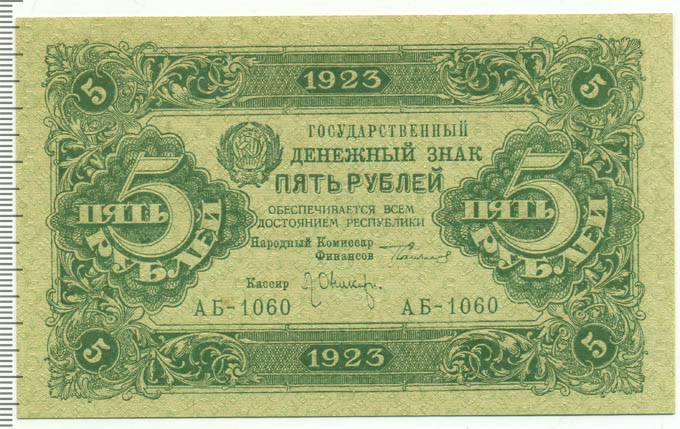 5 1923 5
ГОСУДАРСТВЕННЫЙ
ДЕНЕЖНЫЙ ЗНАК
ПЯТЬ РУБЛЕЙ
5 ПЯТЬ РУБЛЕЙ
5 ПЯТЬ РУБЛЕЙ
ОБЕСПЕЧИВАЕТСЯ ВСЕМ
ДОСТОЯНИЕМ РЕСПУБЛИКИ
Народный Комиссар
Финансов
Кассир
АБ-1060 АБ-1060
5 1923 5